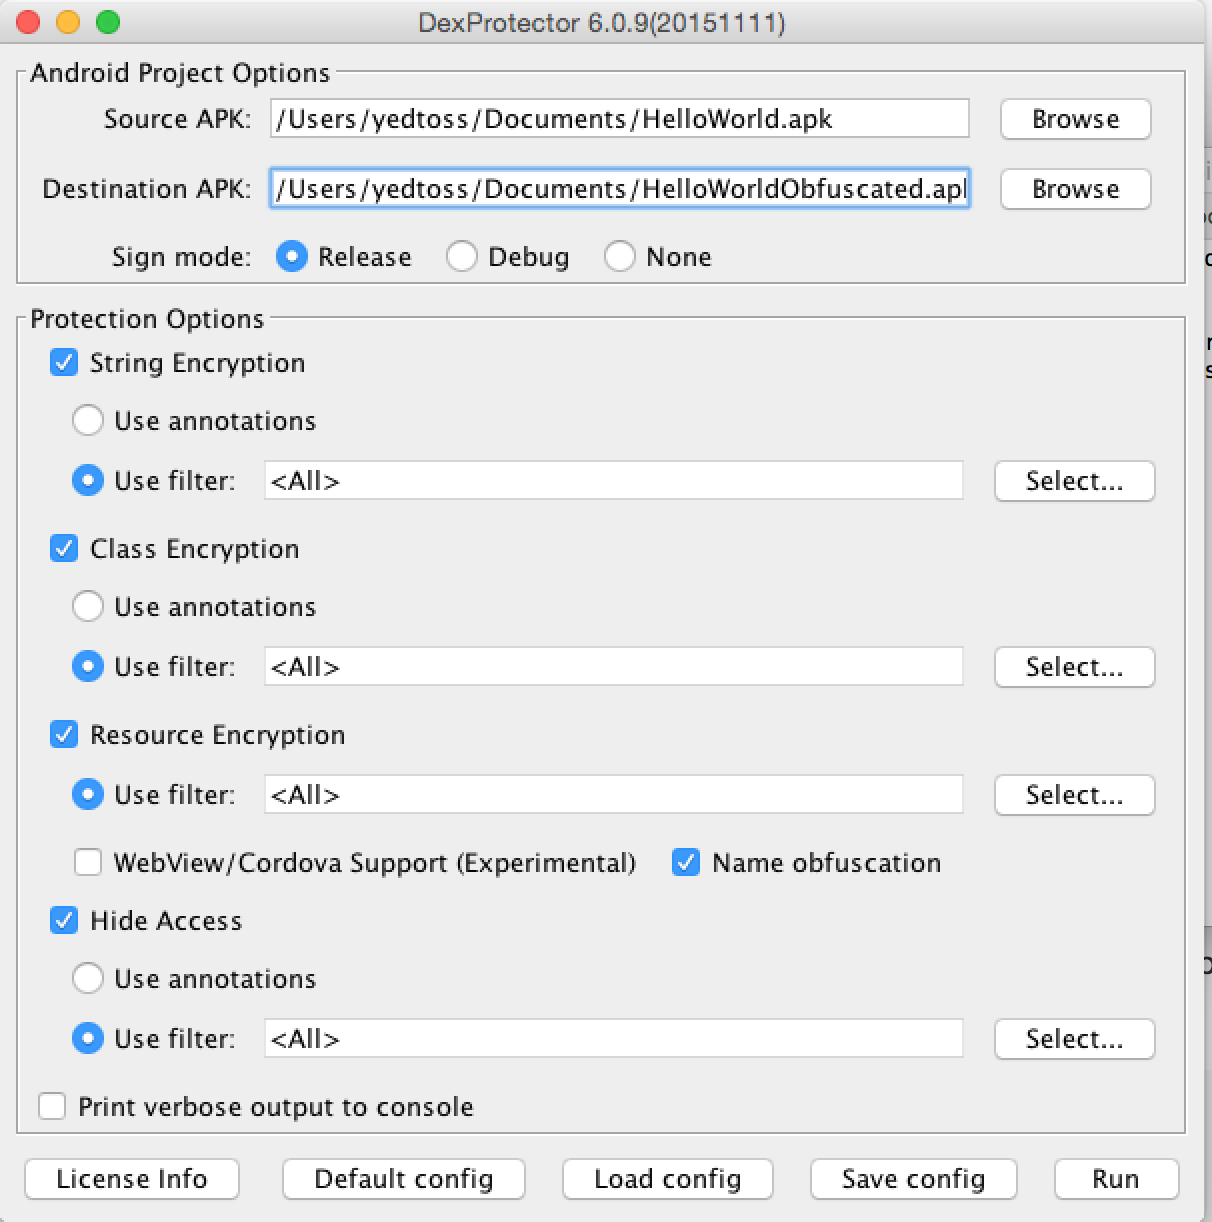 DexProtector 6.0.9(20151111)
Android Project Options
Source APK: /Users/yedtoss/Documents/HelloWorld.apk Browse
Destination APK: /Users/yedtoss/Documents/HelloWorldObfuscated.apl Browse
Sign mode: Release Debug None
Protection Options
String Encryption
Use annotations
Use filter: <All> Select...
Class Encryption
Use annotations
Use filter: <All> Select...
Resource Encryption
Use filter: <All> Select...
WebView/Cordova Support (Experimental) Name obfuscation
Hide Access
Use annotations
Use filter: <All> Select...
Print verbose output to console
License Info Default config Load config Save config Run